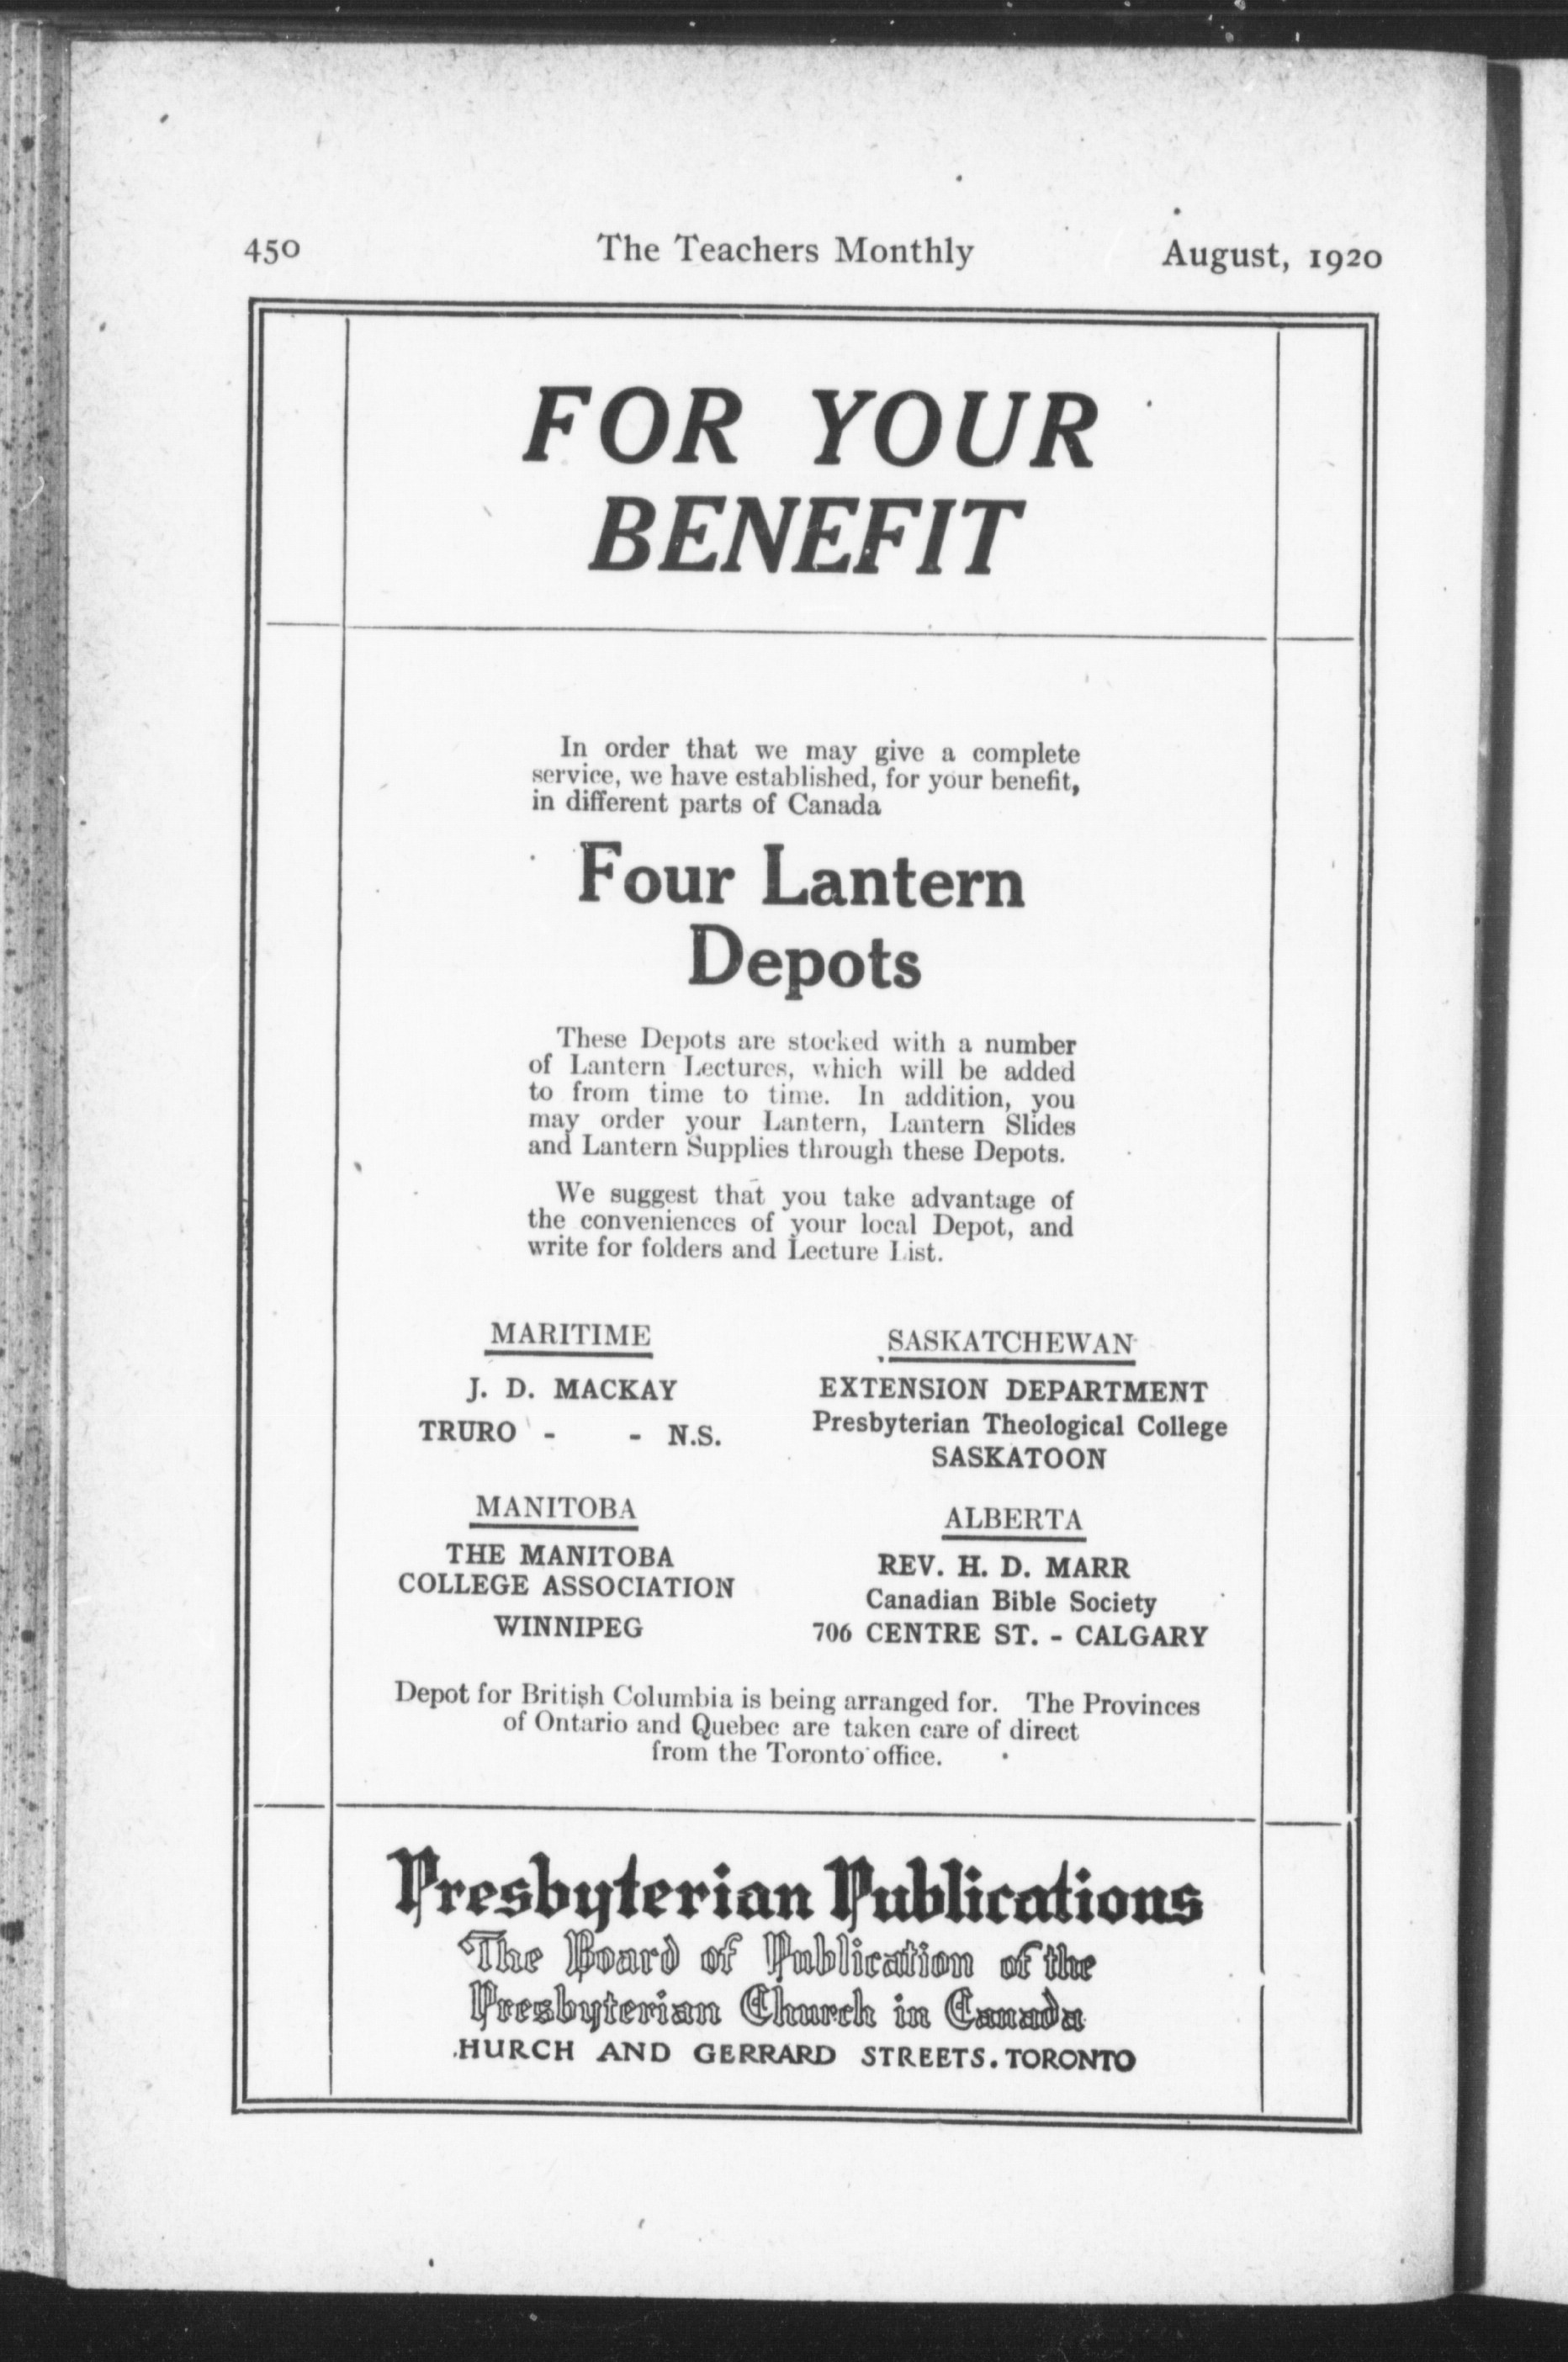 450 The Teachers Monthly August, 1920
FOR YOUR
BENEFIT
In order that we may give a complete
service, we have established, for your benefit,
in different parts of Canada
Four Lantern
Depots
These Depots are stocked with a number
of Lantern Lectures, which will be added
to from time to time. In addition, you
may order your Lantern, Lantern Slides
and Lantern Supplies through these Depots.
We suggest that you take advantage of
the conveniences of your local Depot, and
write for folders and Lecture List.
MARITIME
J. D. MACKAY
TRURO - - N.S.
SASKATCHEWAN
EXTENSION DEPARTMENT
Presbyterian Theological College
SASKATOON
MANITOBA
THE MANITOBA
COLLEGE ASSOCIATION
WINNIPEG
ALBERTA
REV. H. D. MARR
Canadian Bible Society
706 CENTRE ST. - CALGARY
Depot for British Columbia is being arranged for. The Provinces
of Ontario and Quebec are taken care of direct
from the Toronto office.
Presbyterian Publications
The Board of Publication of the
Presbyterian Church in Canada
HURCH AND GERRARD STREETS. TORONTO